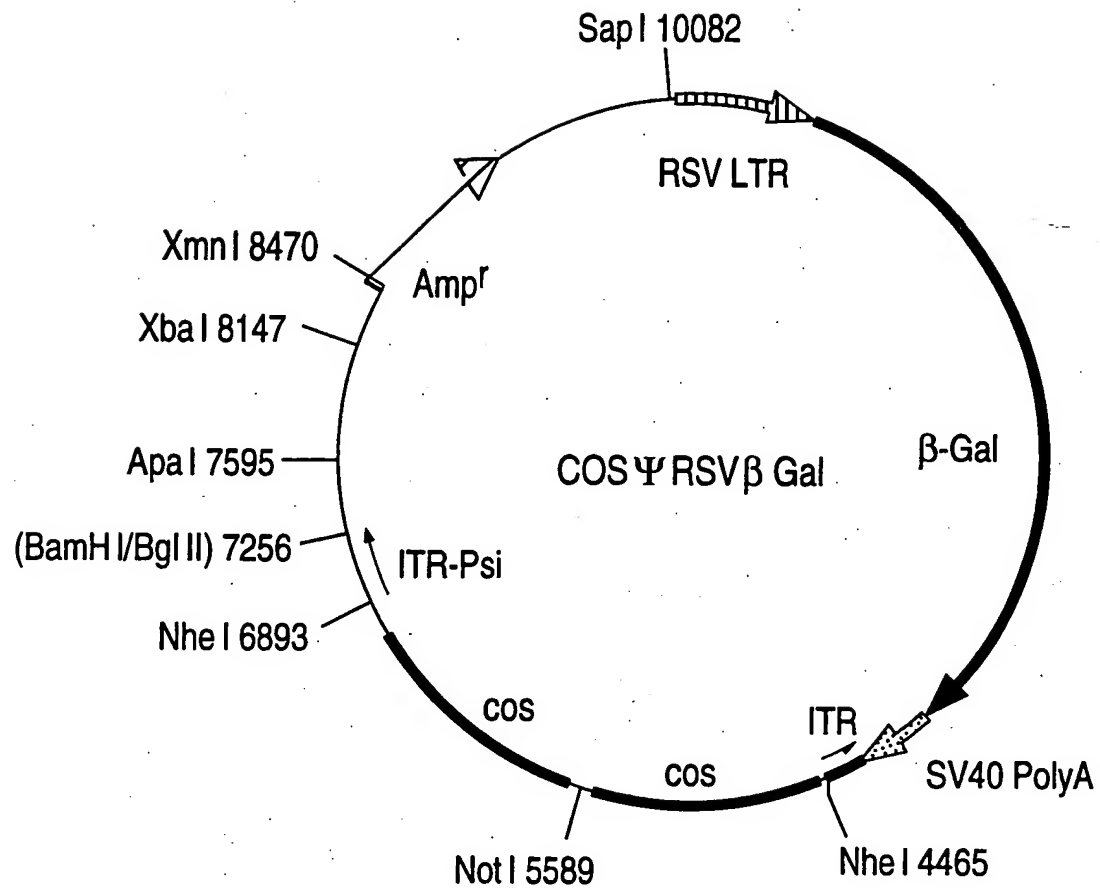 Sap I 10082
RSV LTR
Xmn I 8470
Ampr
Xba I 8147
β-Gal
Apa I 7595
COS Ψ RSV β Gal
(BamH I/Bgl II) 7256
ITR-Psi
Nhe I 6893
cos
ITR
cos
SV40 PolyA
Not I 5589
Nhe I 4465